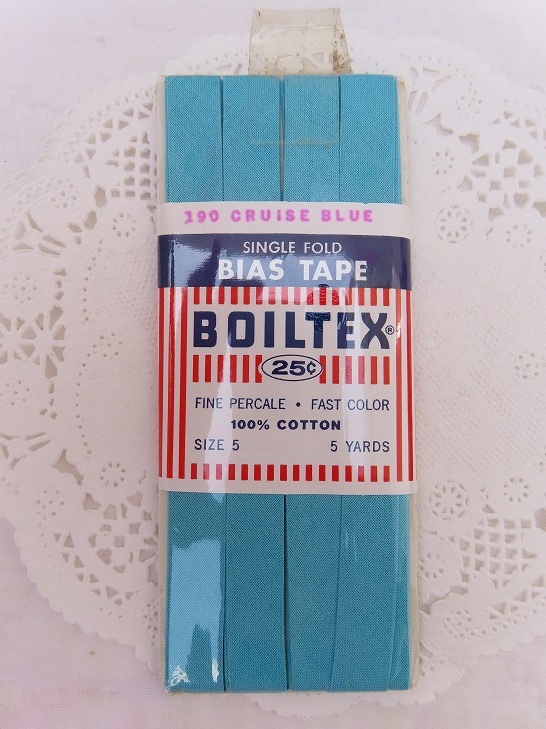 190 CRUISE BLUE
SINGLE FOLD
BIAS TAPE
BOILTEX®
25¢
FINE PERCALE • FAST COLOR
100% COTTON
SIZE 5 5 YARDS